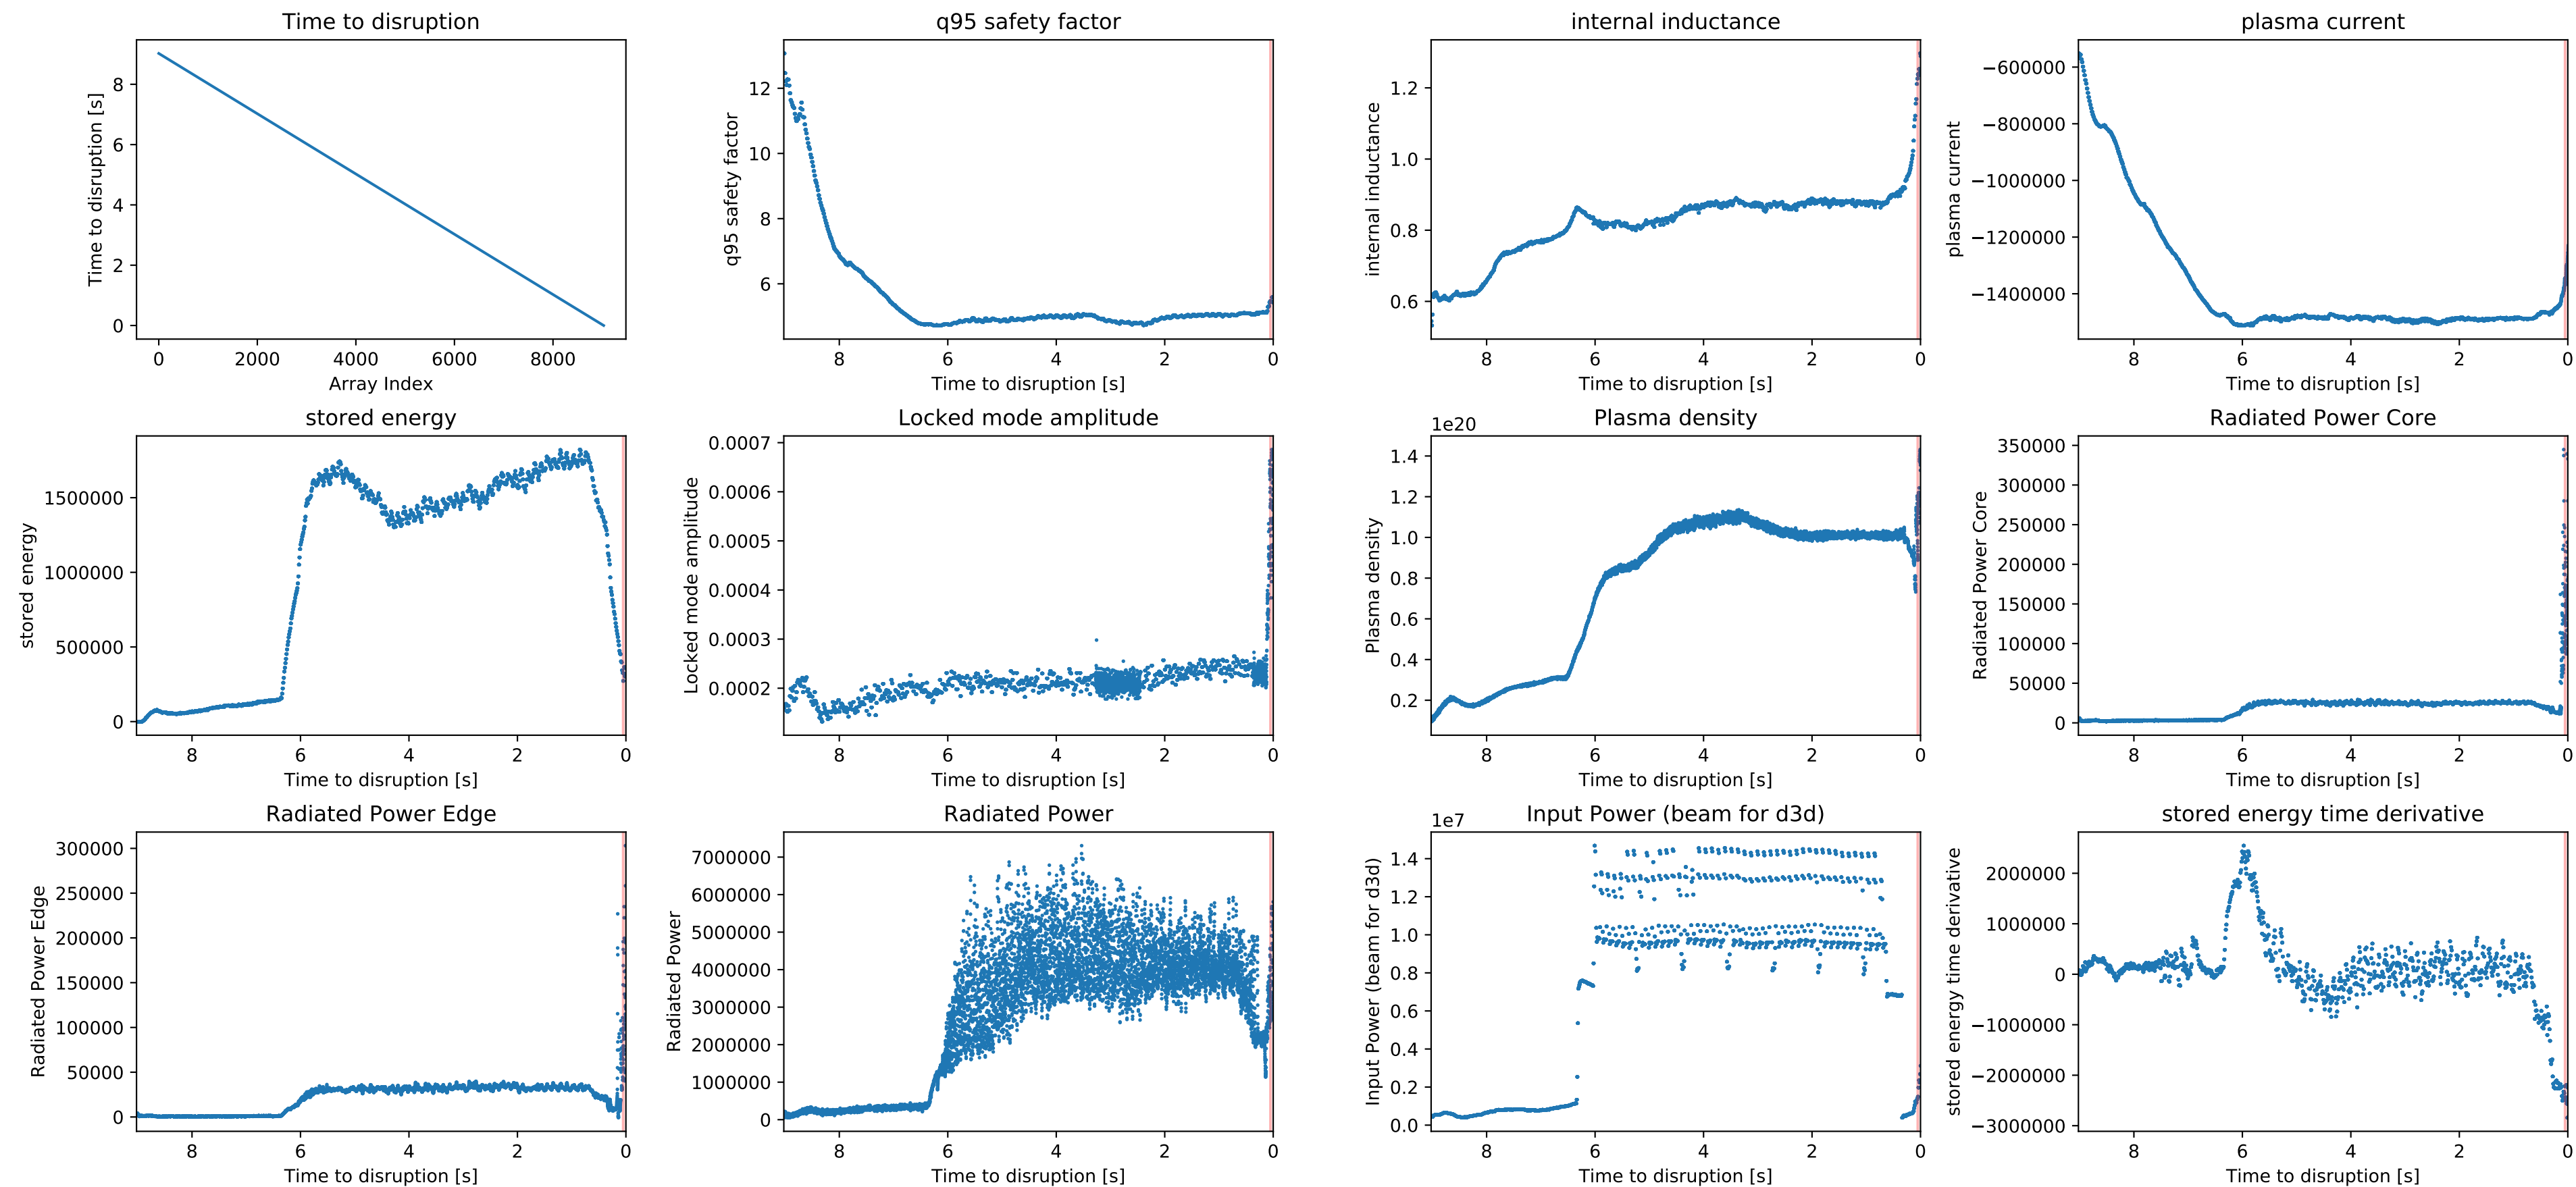 Time to disruption
Time to disruption [s]
8
6
4
2
0
0 2000 4000 6000 8000
Array Index
q95 safety factor
q95 safety factor
12
10
8
6
8 6 4 2 0
Time to disruption [s]
internal inductance
internal inductance
1.2
1.0
0.8
0.6
8 6 4 2 0
Time to disruption [s]
plasma current
plasma current
−600000
−800000
−1000000
−1200000
−1400000
8 6 4 2 0
Time to disruption [s]
stored energy
stored energy
1500000
1000000
500000
0
8 6 4 2 0
Time to disruption [s]
Locked mode amplitude
Locked mode amplitude
0.0007
0.0006
0.0005
0.0004
0.0003
0.0002
8 6 4 2 0
Time to disruption [s]
Plasma density
1e20
Plasma density
1.4
1.2
1.0
0.8
0.6
0.4
0.2
8 6 4 2 0
Time to disruption [s]
Radiated Power Core
Radiated Power Core
350000
300000
250000
200000
150000
100000
50000
0
8 6 4 2 0
Time to disruption [s]
Radiated Power Edge
Radiated Power Edge
300000
250000
200000
150000
100000
50000
0
8 6 4 2 0
Time to disruption [s]
Radiated Power
Radiated Power
7000000
6000000
5000000
4000000
3000000
2000000
1000000
0
8 6 4 2 0
Time to disruption [s]
Input Power (beam for d3d)
1e7
Input Power (beam for d3d)
1.4
1.2
1.0
0.8
0.6
0.4
0.2
0.0
8 6 4 2 0
Time to disruption [s]
stored energy time derivative
stored energy time derivative
2000000
1000000
0
−1000000
−2000000
−3000000
8 6 4 2 0
Time to disruption [s]